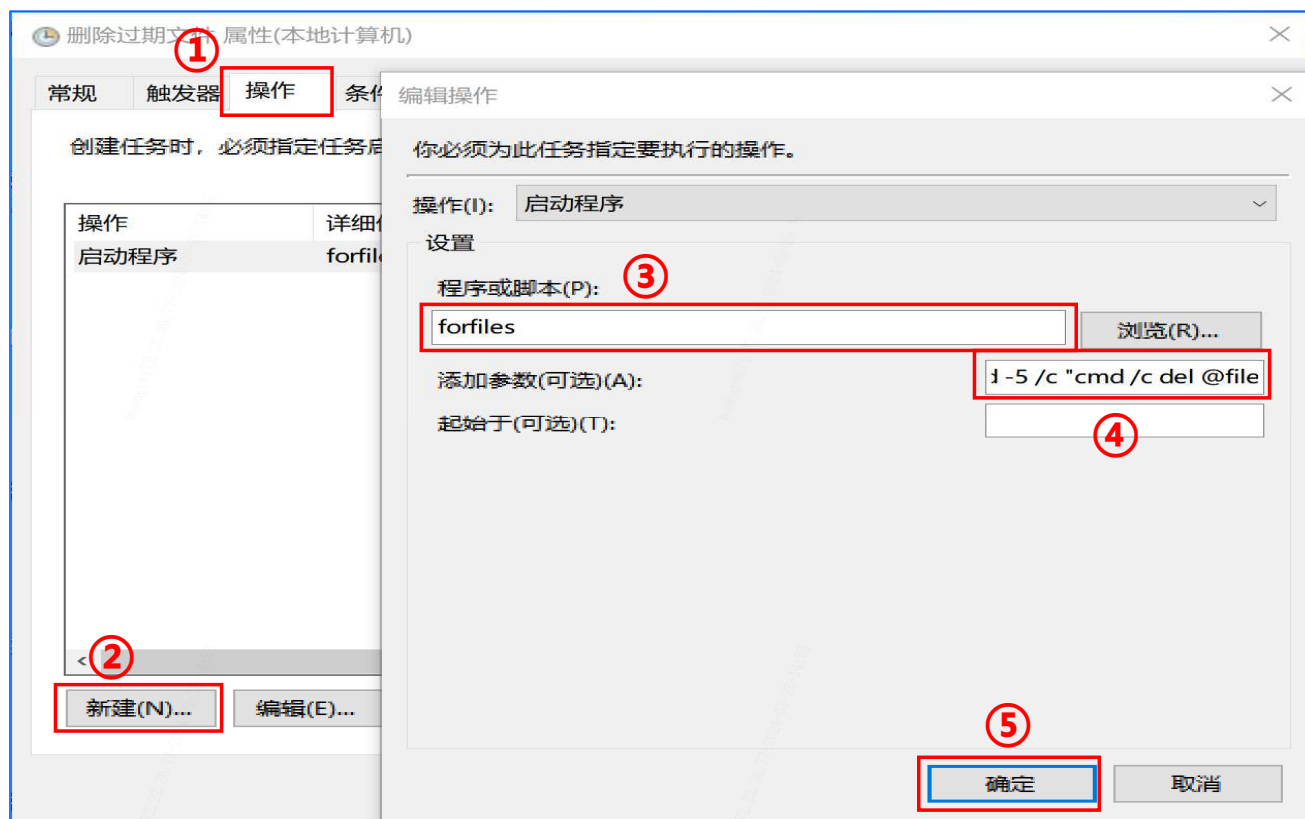 删除过期文件 属性(本地计算机)
①
常规 触发器 操作 条件
创建任务时，必须指定任务启
操作 详细信
启动程序 forfile
<
②
新建(N)... 编辑(E)...
编辑操作
你必须为此任务指定要执行的操作。
操作(I): 启动程序
设置
程序或脚本(P):
③
forfiles
浏览(R)...
添加参数(可选)(A): d -5 /c "cmd /c del @file
起始于(可选)(T):
④
⑤
确定 取消